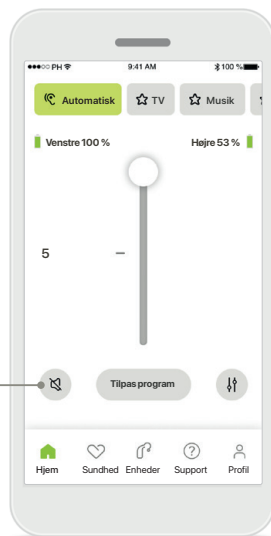 PH 9:41 AM 100 %
Automatisk TV Musik
Venstre 100 % Højre 53 %
5
Tilpas program
Hjem Sundhed Enheder Support Profil